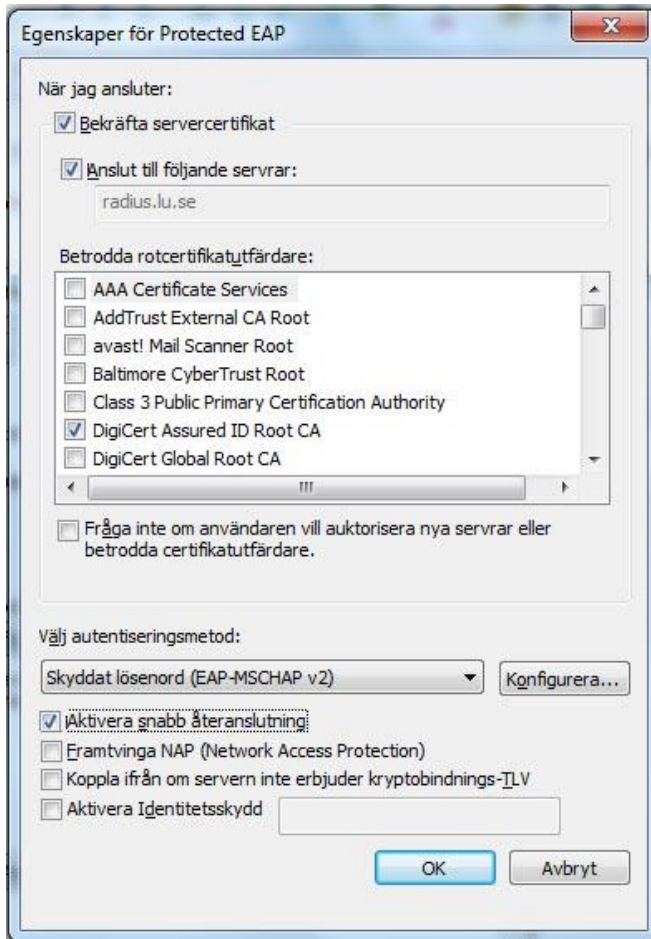 Egenskaper för Protected EAP
När jag ansluter:
Bekräfta servercertifikat
Anslut till följande servrar:
radius.lu.se
Betrodda rotcertifikatutfärdare:
AAA Certificate Services
AddTrust External CA Root
avast! Mail Scanner Root
Baltimore CyberTrust Root
Class 3 Public Primary Certification Authority
DigiCert Assured ID Root CA
DigiCert Global Root CA
Fråga inte om användaren vill auktorisera nya servrar eller
betrodda certifikatutfärdare.
Välj autentiseringsmetod:
Skyddat lösenord (EAP-MSCHAP v2)
Konfigurera...
Aktivera snabb återanslutning
Framtvinga NAP (Network Access Protection)
Koppla ifrån om servern inte erbjuder kryptobindnings-TLV
Aktivera Identitetsskydd
OK
Avbryt